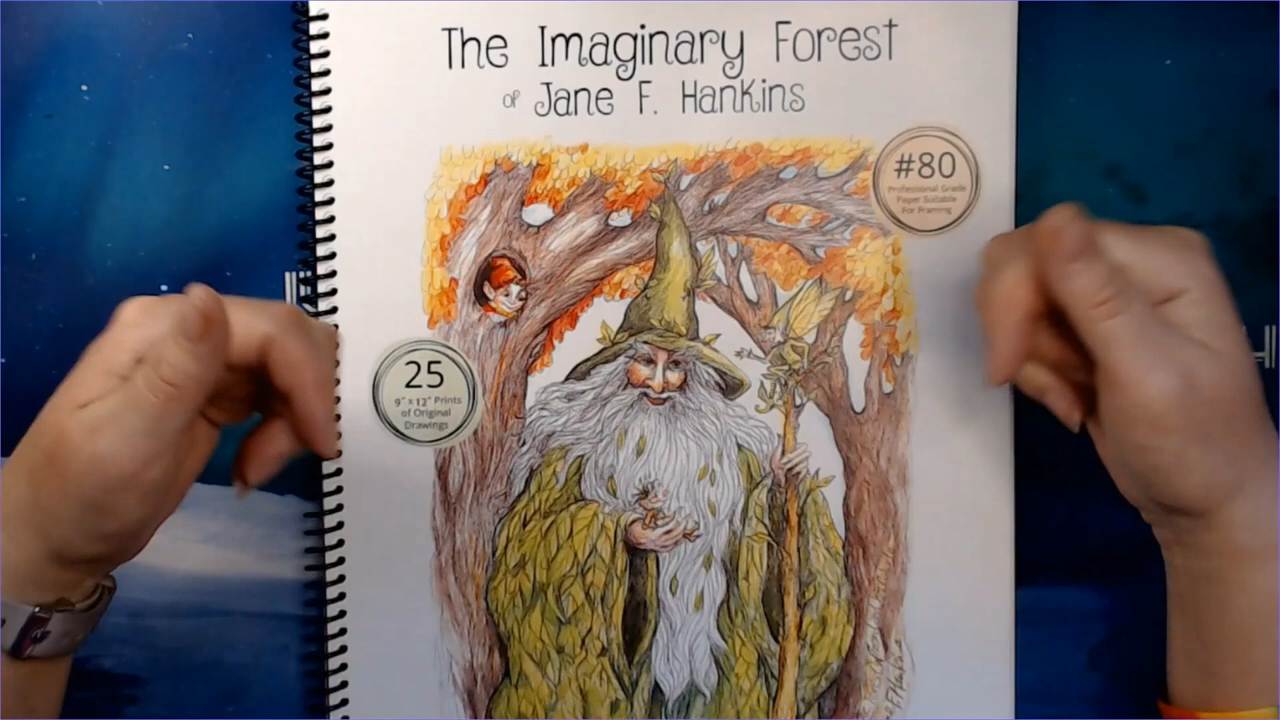 The Imaginary Forest
of Jane F. Hankins
#80
Professional Grade
Paper Suitable
For Framing
25
9" x 12" Prints
of Original
Drawings